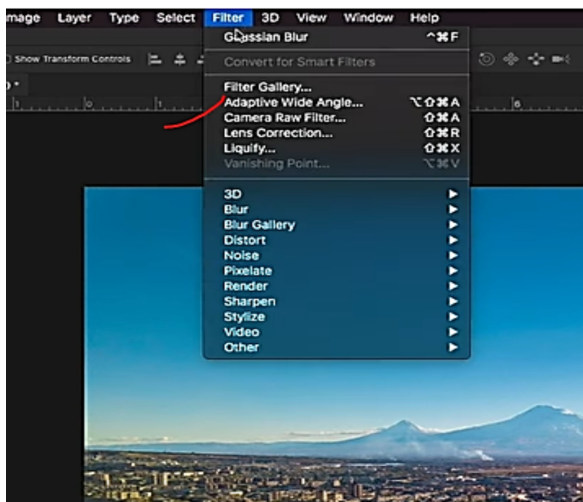 mage Layer Type Select Filter 3D View Window Help
Show Transform Controls
Gaussian Blur ^⌘F
Convert for Smart Filters
Filter Gallery...
Adaptive Wide Angle... ⌥⇧⌘A
Camera Raw Filter... ⇧⌘A
Lens Correction... ⇧⌘R
Liquify... ⇧⌘X
Vanishing Point... ⌥⌘V
3D
Blur
Blur Gallery
Distort
Noise
Pixelate
Render
Sharpen
Stylize
Video
Other